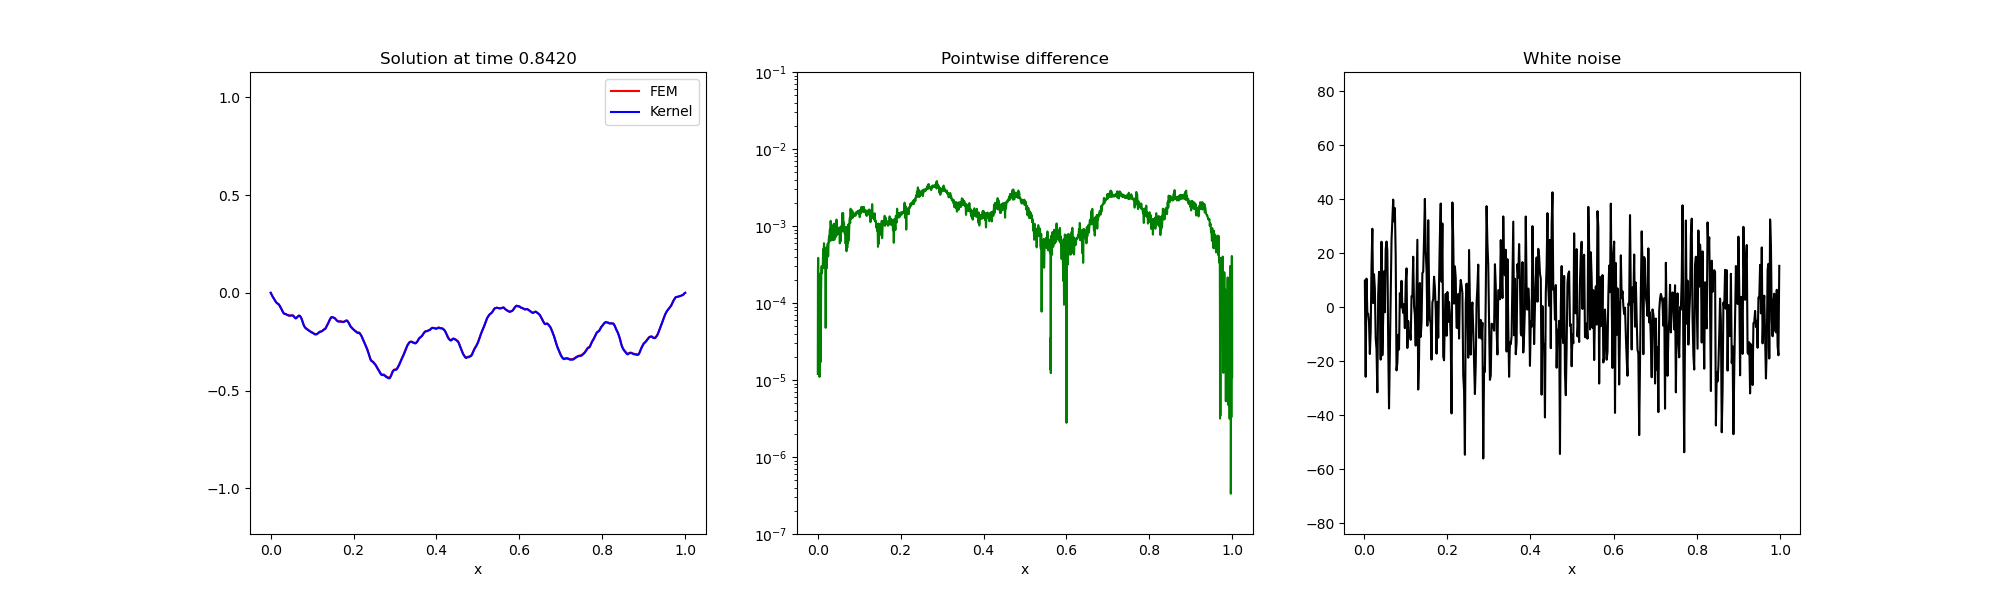 Solution at time 0.8420
FEM
Kernel
1.0
0.5
0.0
−0.5
−1.0
0.0 0.2 0.4 0.6 0.8 1.0
x
Pointwise difference
10⁻¹
10⁻²
10⁻³
10⁻⁴
10⁻⁵
10⁻⁶
10⁻⁷
0.0 0.2 0.4 0.6 0.8 1.0
x
White noise
80
60
40
20
0
−20
−40
−60
−80
0.0 0.2 0.4 0.6 0.8 1.0
x